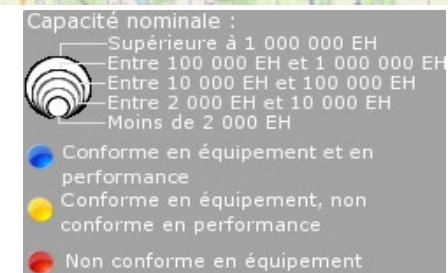 Capacité nominale :
Supérieure à 1 000 000 EH
Entre 100 000 EH et 1 000 000 EH
Entre 10 000 EH et 100 000 EH
Entre 2 000 EH et 10 000 EH
Moins de 2 000 EH
Conforme en équipement et en
performance
Conforme en équipement, non
conforme en performance
Non conforme en équipement